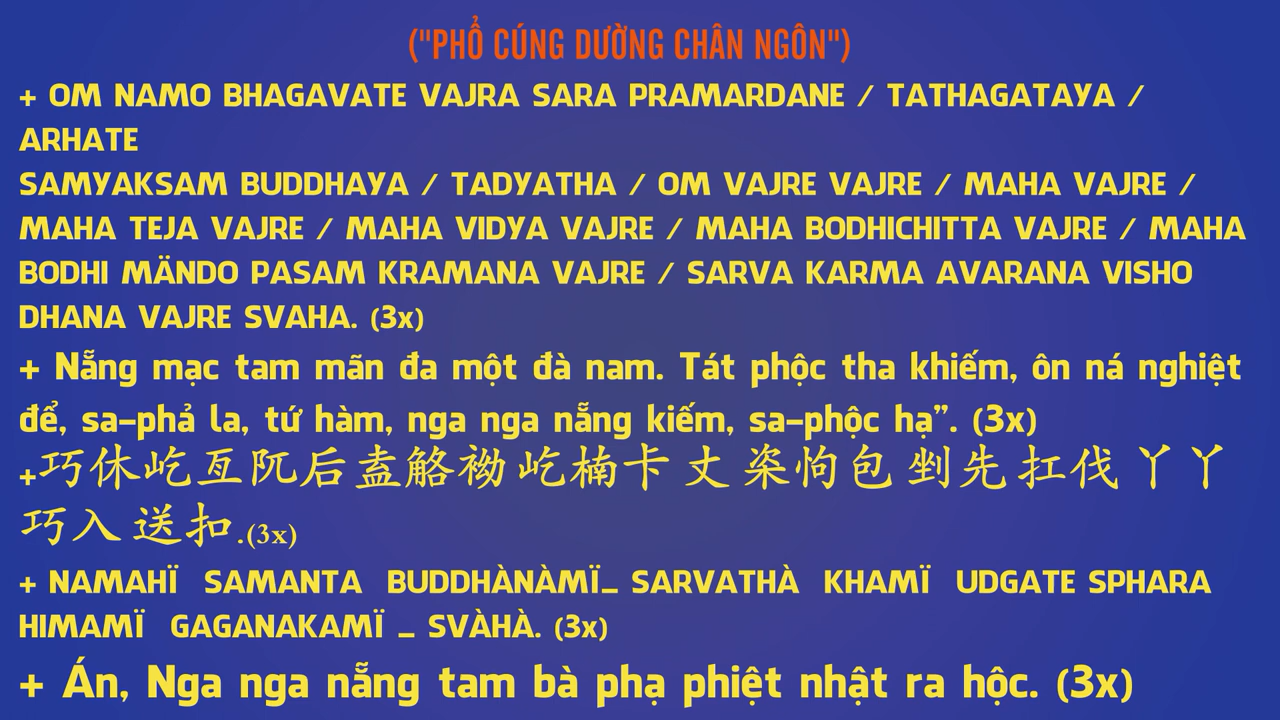 ("PHỔ CÚNG DƯỜNG CHÂN NGÔN")
+ OM NAMO BHAGAVATE VAJRA SARA PRAMARDANE / TATHAGATAYA /
ARHATE
SAMYAKSAM BUDDHAYA / TADYATHA / OM VAJRE VAJRE / MAHA VAJRE /
MAHA TEJA VAJRE / MAHA VIDYA VAJRE / MAHA BODHICHITTA VAJRE / MAHA
BODHI MÄNDO PASAM KRAMANA VAJRE / SARVA KARMA AVARANA VISHO
DHANA VAJRE SVAHA. (3x)
+ Nẵng mạc tam mãn đa một đà nam. Tát phộc tha khiếm, ôn ná nghiệt
để, sa-phả la, tứ hàm, nga nga nẵng kiếm, sa-phộc hạ”. (3x)
+巧休屹亙阢后盍觡袎屹楠卡丈柒怐包剉先扛伐丫丫
巧入送扣.(3x)
+ NAMAHÏ SAMANTA BUDDHÀNÀMÏ_ SARVATHÀ KHAMÏ UDGATE SPHARA
HIMAMÏ GAGANAKAMÏ _ SVÀHÀ. (3x)
+ Án, Nga nga nẵng tam bà phạ phiệt nhật ra hộc. (3x)